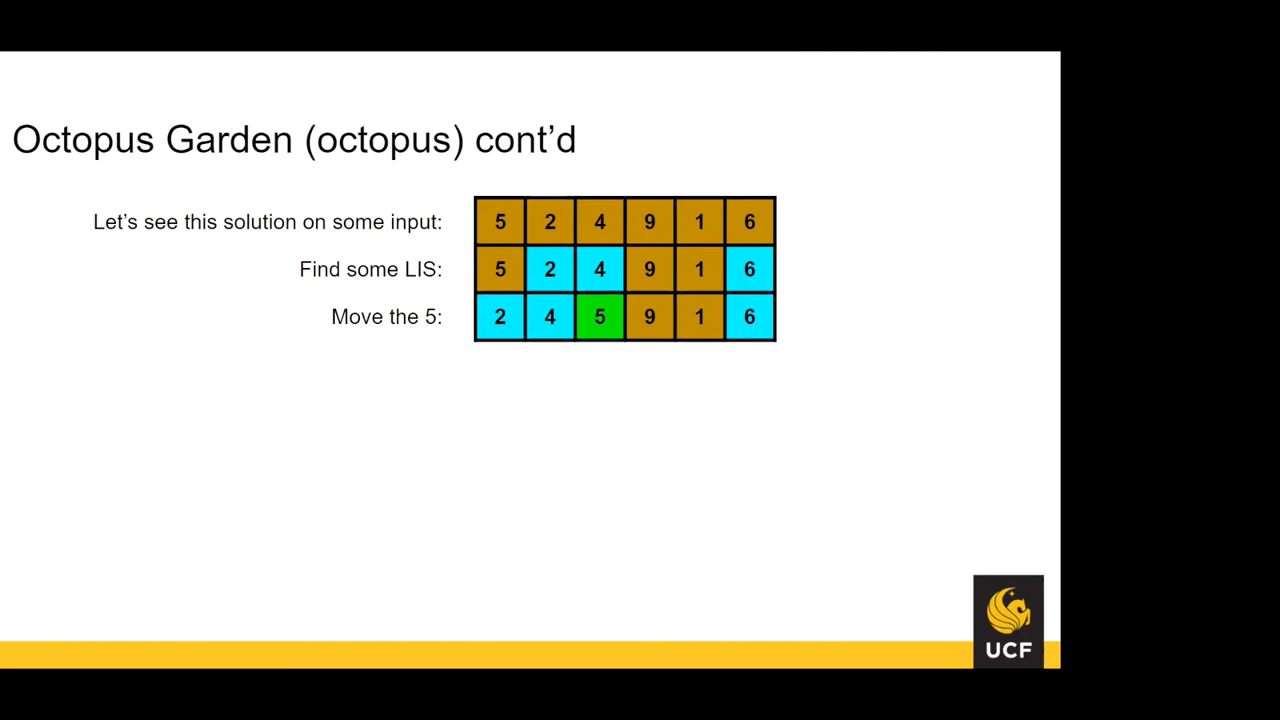 Octopus Garden (octopus) cont’d
Let’s see this solution on some input: 5 2 4 9 1 6
Find some LIS: 5 2 4 9 1 6
Move the 5: 2 4 5 9 1 6
UCF